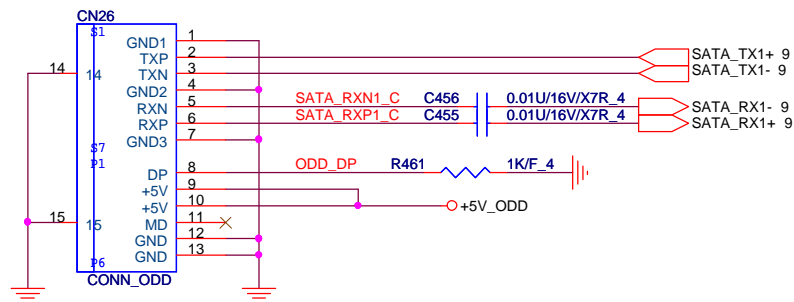 CN26
S1
GND1 1
TXP 2 SATA_TX1+ 9
TXN 3 SATA_TX1- 9
14 14
GND2 4
RXN 5 SATA_RXN1_C C456 0.01U/16V/X7R_4 SATA_RX1- 9
RXP 6 SATA_RXP1_C C455 0.01U/16V/X7R_4 SATA_RX1+ 9
GND3 7
S7
P1
DP 8 ODD_DP R461 1K/F_4
+5V 9
+5V 10 +5V_ODD
15 15
MD 11
GND 12
GND 13
P6
CONN_ODD